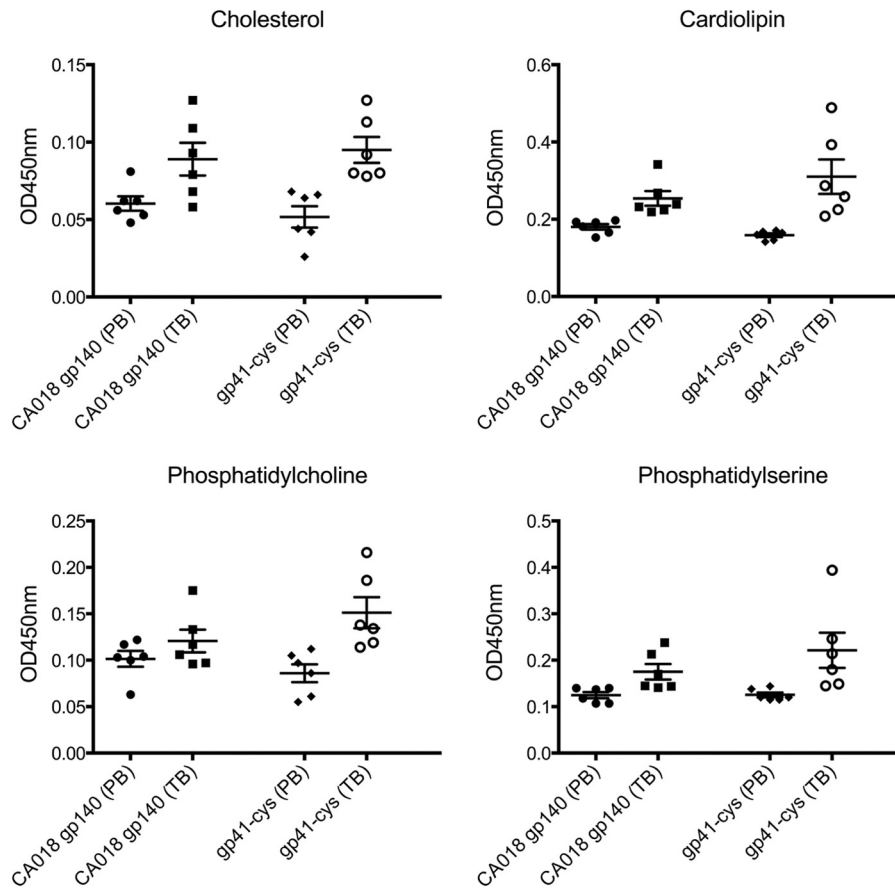 Cholesterol
OD450nm
0.15
0.10
0.05
0.00
CA018 gp140 (PB)
CA018 gp140 (TB)
gp41-cys (PB)
gp41-cys (TB)
Cardiolipin
OD450nm
0.6
0.4
0.2
0.0
CA018 gp140 (PB)
CA018 gp140 (TB)
gp41-cys (PB)
gp41-cys (TB)
Phosphatidylcholine
OD450nm
0.25
0.20
0.15
0.10
0.05
0.00
CA018 gp140 (PB)
CA018 gp140 (TB)
gp41-cys (PB)
gp41-cys (TB)
Phosphatidylserine
OD450nm
0.5
0.4
0.3
0.2
0.1
0.0
CA018 gp140 (PB)
CA018 gp140 (TB)
gp41-cys (PB)
gp41-cys (TB)